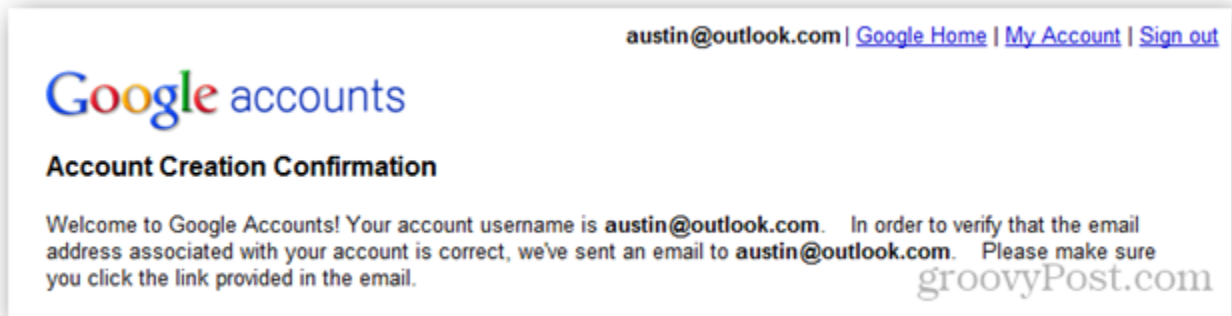 austin@outlook.com | Google Home | My Account | Sign out
Google accounts
Account Creation Confirmation
Welcome to Google Accounts! Your account username is austin@outlook.com. In order to verify that the email
address associated with your account is correct, we've sent an email to austin@outlook.com. Please make sure
you click the link provided in the email.
groovyPost.com